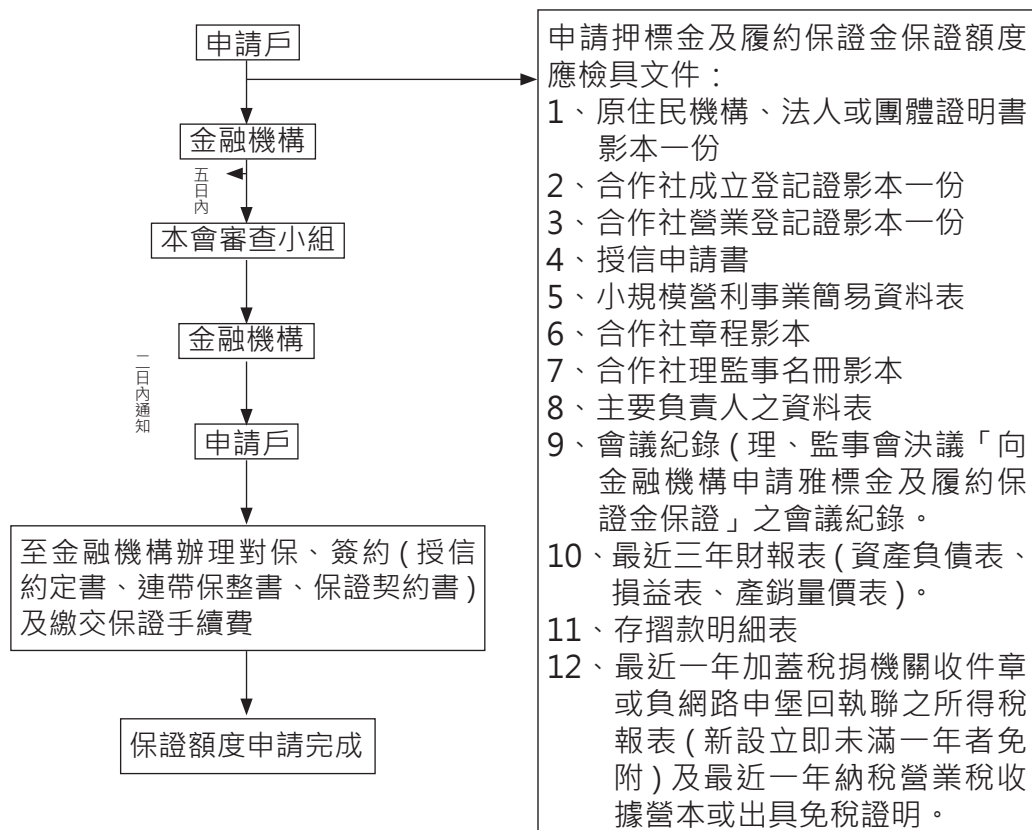 申請戶
金融機構
五日內
本會審查小組
金融機構
二日內通知
申請戶
至金融機構辦理對保、簽約(授信
約定書、連帶保整書、保證契約書)
及繳交保證手續費
保證額度申請完成
申請押標金及履約保證金保證額度
應檢具文件：
1、原住民機構、法人或團體證明書
影本一份
2、合作社成立登記證影本一份
3、合作社營業登記證影本一份
4、授信申請書
5、小規模營利事業簡易資料表
6、合作社章程影本
7、合作社理監事名冊影本
8、主要負責人之資料表
9、會議紀錄(理、監事會決議「向
金融機構申請雅標金及履約保
證金保證」之會議紀錄。
10、最近三年財報表(資產負債表、
損益表、產銷量價表)。
11、存摺款明細表
12、最近一年加蓋稅捐機關收件章
或負網路申堡回執聯之所得稅
報表(新設立即未滿一年者免
附)及最近一年納稅營業稅收
據營本或出具免稅證明。